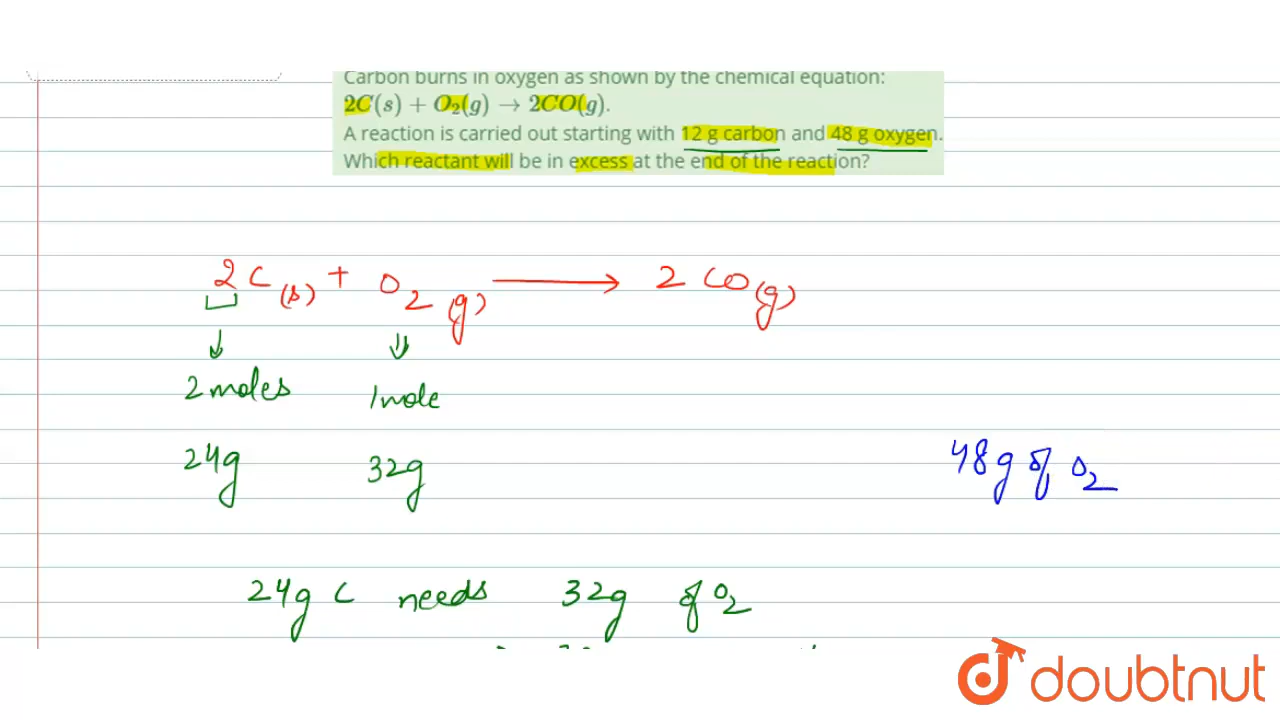 Carbon burns in oxygen as shown by the chemical equation:
2C(s) + O₂(g) → 2CO(g).
A reaction is carried out starting with 12 g carbon and 48 g oxygen.
Which reactant will be in excess at the end of the reaction?
2 C(s) + O₂(g) → 2 CO(g)
2 moles 1 mole
24g 32g
48g of O₂
24g C needs 32g of O₂
doubtnut